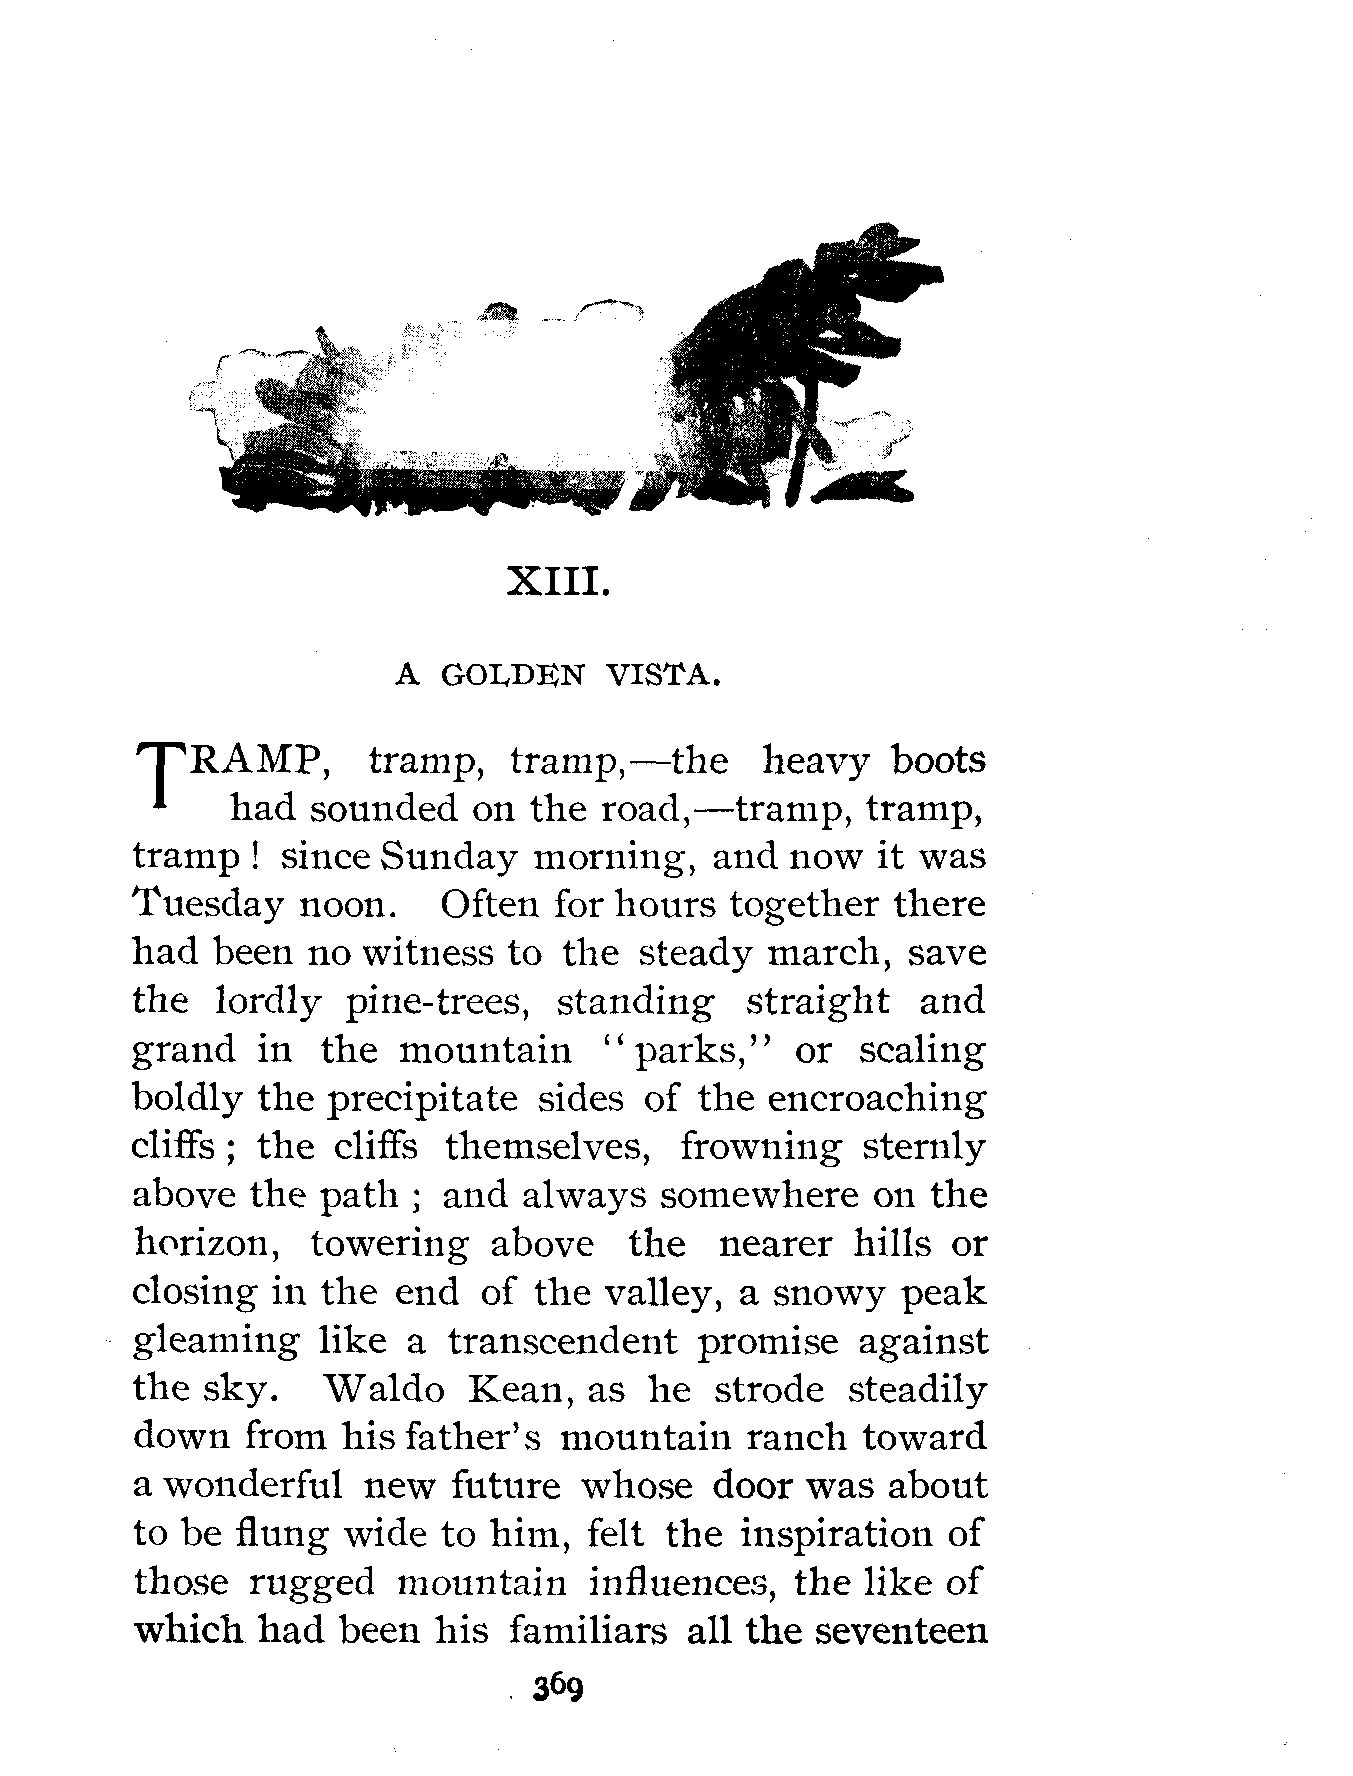 XIII.
A GOLDEN VISTA.
TRAMP, tramp, tramp,—the heavy boots
had sounded on the road,—tramp, tramp,
tramp ! since Sunday morning, and now it was
Tuesday noon. Often for hours together there
had been no witness to the steady march, save
the lordly pine-trees, standing straight and
grand in the mountain “parks,” or scaling
boldly the precipitate sides of the encroaching
cliffs ; the cliffs themselves, frowning sternly
above the path ; and always somewhere on the
horizon, towering above the nearer hills or
closing in the end of the valley, a snowy peak
gleaming like a transcendent promise against
the sky. Waldo Kean, as he strode steadily
down from his father's mountain ranch toward
a wonderful new future whose door was about
to be flung wide to him, felt the inspiration of
those rugged mountain influences, the like of
which had been his familiars all the seventeen
369